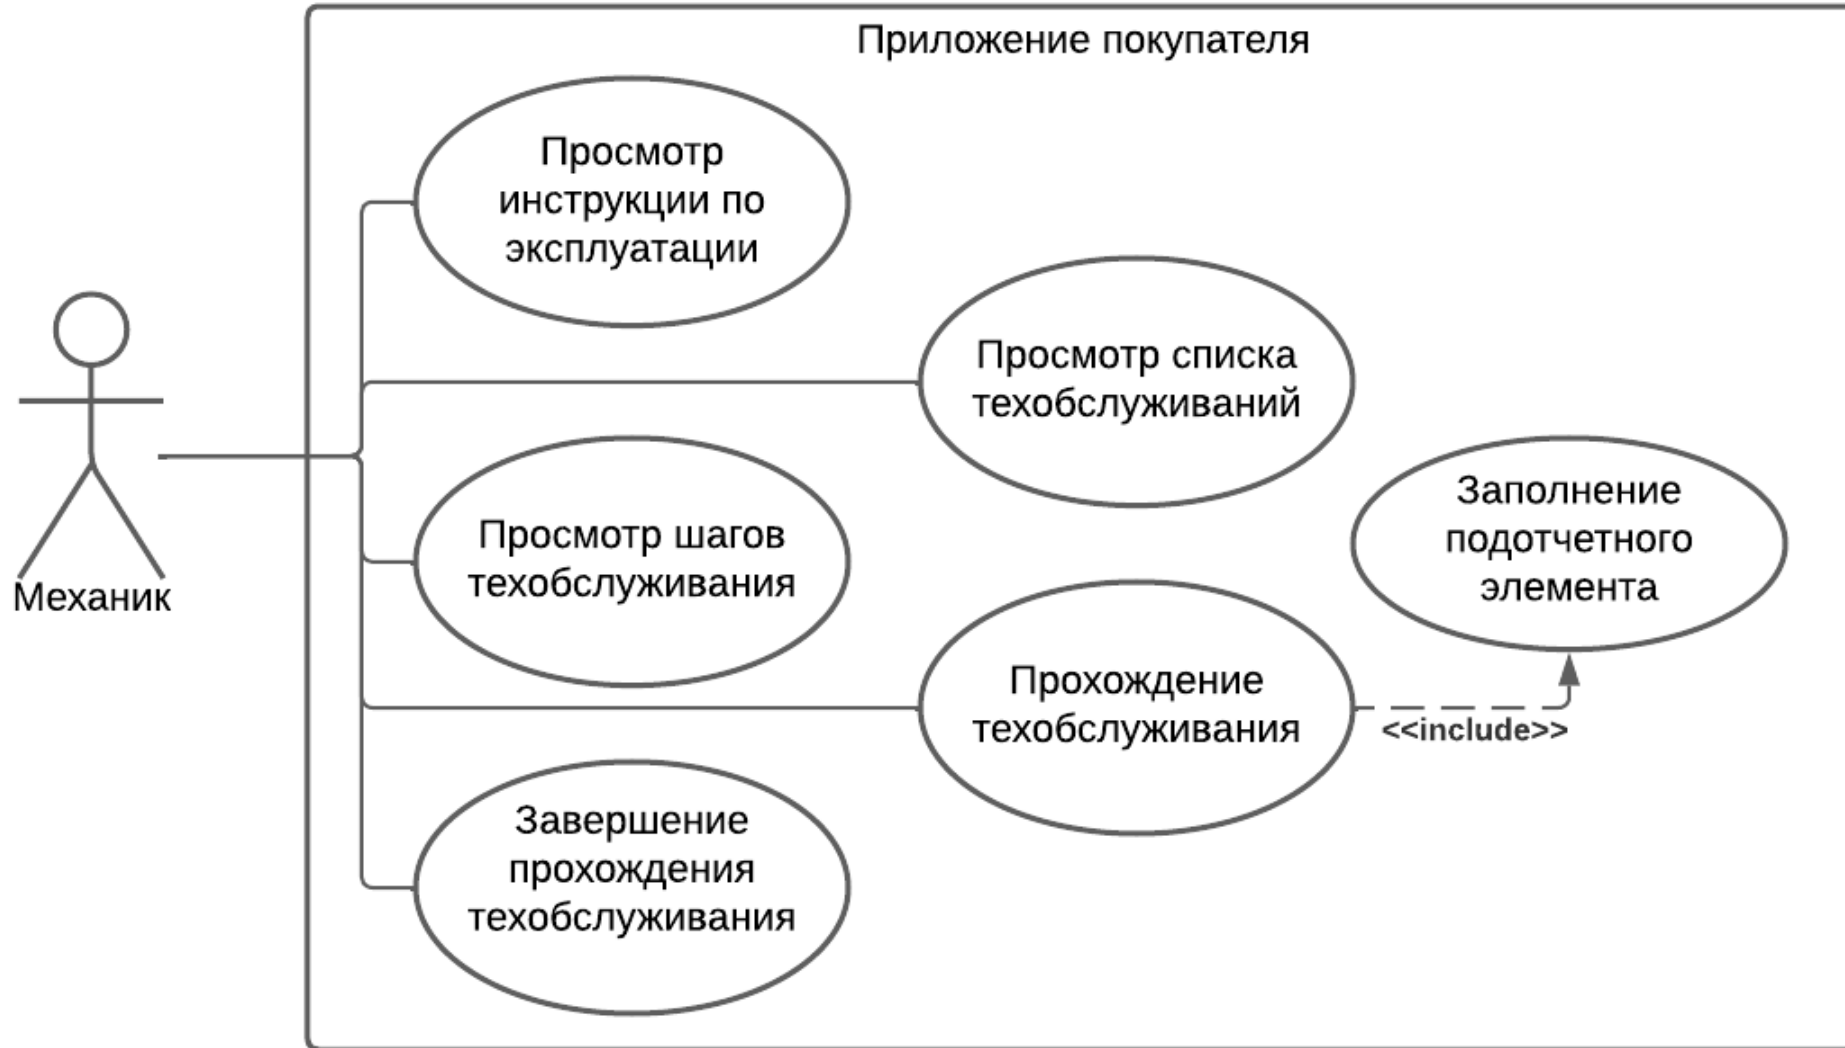 Приложение покупателя
Просмотр
инструкции по
эксплуатации
Просмотр списка
техобслуживаний
Заполнение
подотчетного
элемента
Просмотр шагов
техобслуживания
Механик
Прохождение
техобслуживания
<<include>>
Завершение
прохождения
техобслуживания